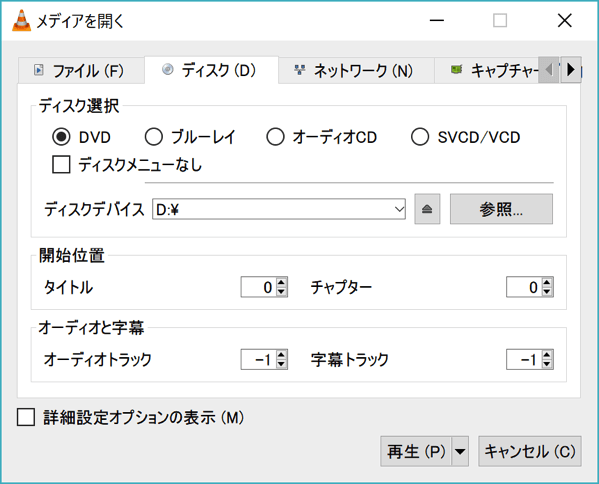 メディアを開く
ファイル (F) ディスク (D) ネットワーク (N) キャプチャー
ディスク選択
DVD ブルーレイ オーディオCD SVCD/VCD
ディスクメニューなし
ディスクデバイス D:¥ 参照...
開始位置
タイトル 0 チャプター 0
オーディオと字幕
オーディオトラック -1 字幕トラック -1
詳細設定オプションの表示 (M)
再生 (P) キャンセル (C)